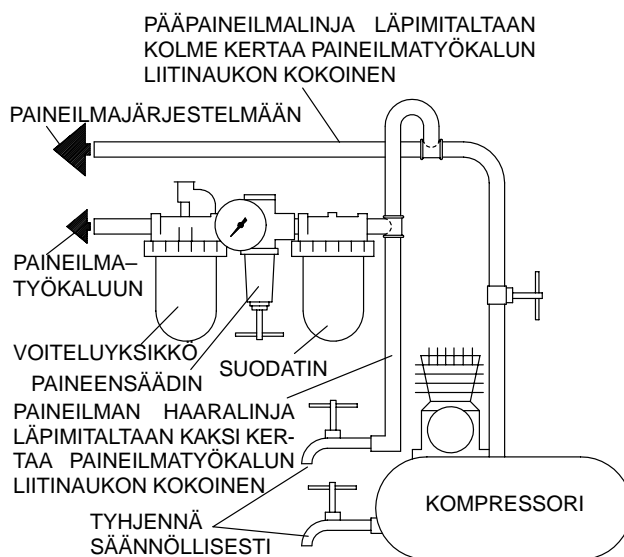 PÄÄPAINEILMALINJA LÄPIMITALTAAN
KOLME KERTAA PAINEILMATYÖKALUN
LIITINAUKON KOKOINEN
PAINEILMAJÄRJESTELMÄÄN
PAINEILMA–
TYÖKALUUN
VOITELUYKSIKKÖ
SUODATIN
PAINEENSÄÄDIN
PAINEILMAN HAARALINJA
LÄPIMITALTAAN KAKSI KER-
TAA PAINEILMATYÖKALUN
LIITINAUKON KOKOINEN
KOMPRESSORI
TYHJENNÄ
SÄÄNNÖLLISESTI